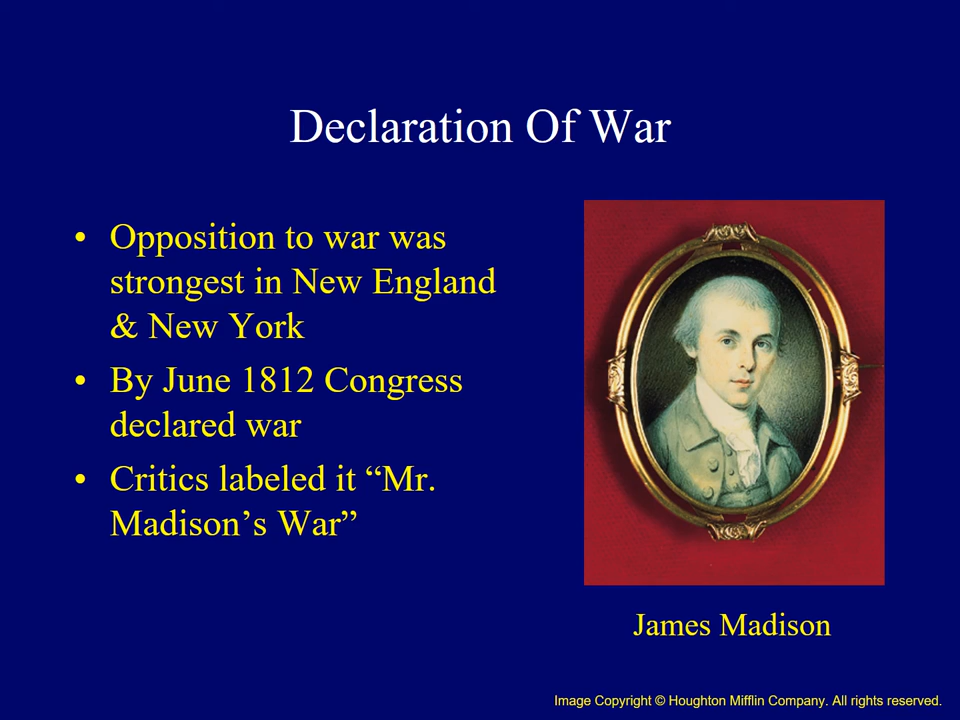 Declaration Of War
• Opposition to war was
strongest in New England
& New York
• By June 1812 Congress
declared war
• Critics labeled it “Mr.
Madison’s War”
James Madison
Image Copyright © Houghton Mifflin Company. All rights reserved.